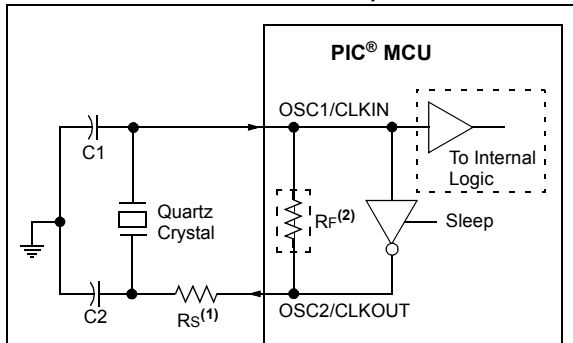 PIC® MCU
OSC1/CLKIN
C1
To Internal
Logic
Quartz
Crystal
RF(2)
Sleep
C2
RS(1)
OSC2/CLKOUT